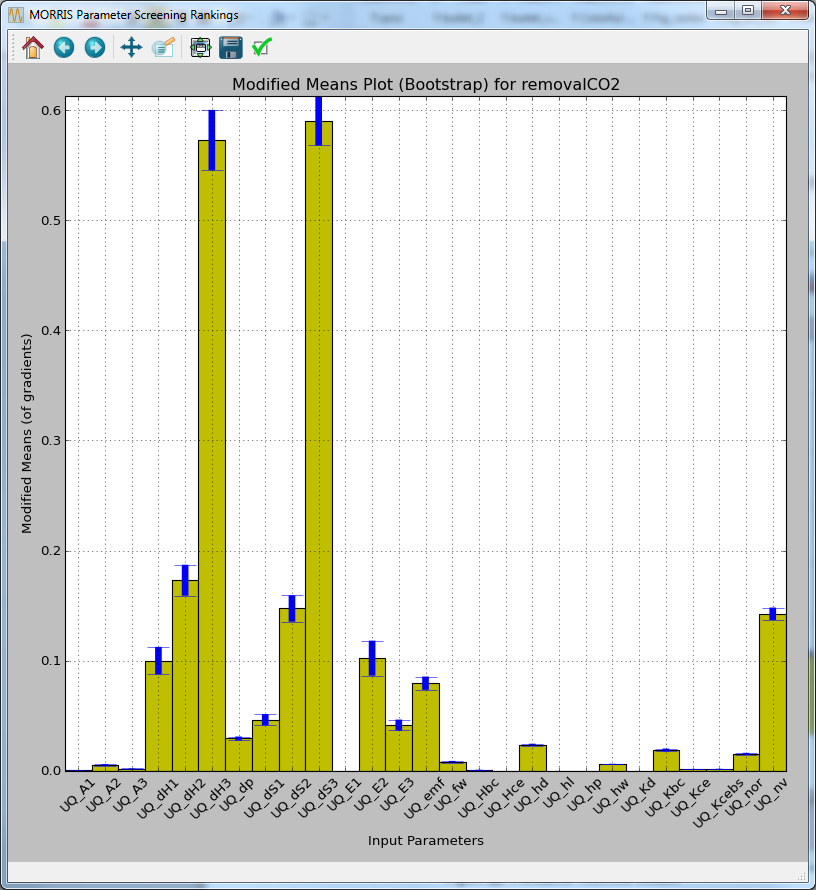 MORRIS Parameter Screening Rankings
Modified Means Plot (Bootstrap) for removalCO2
0.6
0.5
0.4
0.3
0.2
0.1
0.0
Modified Means (of gradients)
UQ_A1
UQ_A2
UQ_A3
UQ_dH1
UQ_dH2
UQ_dH3
UQ_dp
UQ_dS1
UQ_dS2
UQ_dS3
UQ_E1
UQ_E2
UQ_E3
UQ_emf
UQ_fw
UQ_Hbc
UQ_Hce
UQ_hd
UQ_hl
UQ_hp
UQ_hw
UQ_Kd
UQ_Kbc
UQ_Kce
UQ_Kcebs
UQ_nor
UQ_nv
Input Parameters